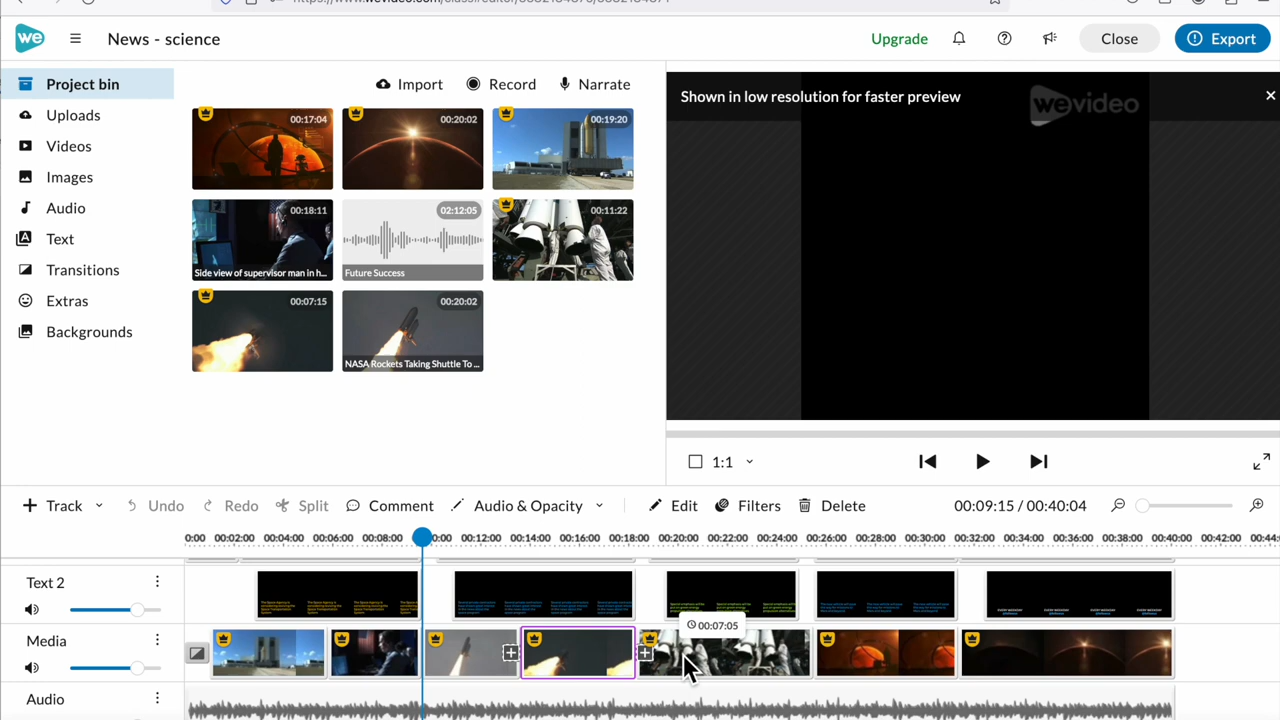 we
News - science
Upgrade
Close
Export
Project bin
Import
Record
Narrate
Shown in low resolution for faster preview
wevideo
Uploads
Videos
Images
Audio
Text
Transitions
Extras
Backgrounds
00:17:04
00:20:02
00:19:20
00:18:11
Side view of supervisor man in h...
02:12:05
Future Success
00:11:22
00:07:15
00:20:02
NASA Rockets Taking Shuttle To ...
1:1
Track
Undo
Redo
Split
Comment
Audio & Opacity
Edit
Filters
Delete
00:09:15 / 00:40:04
0:00 00:02:00 00:04:00 00:06:00 00:08:00 0:00 00:12:00 00:14:00 00:16:00 00:18:00 00:20:00 00:22:00 00:24:00 00:26:00 00:28:00 00:30:00 00:32:00 00:34:00 00:36:00 00:38:00 00:40:00 00:42:00 00:44:
Text 2
00:07:05
Media
Audio